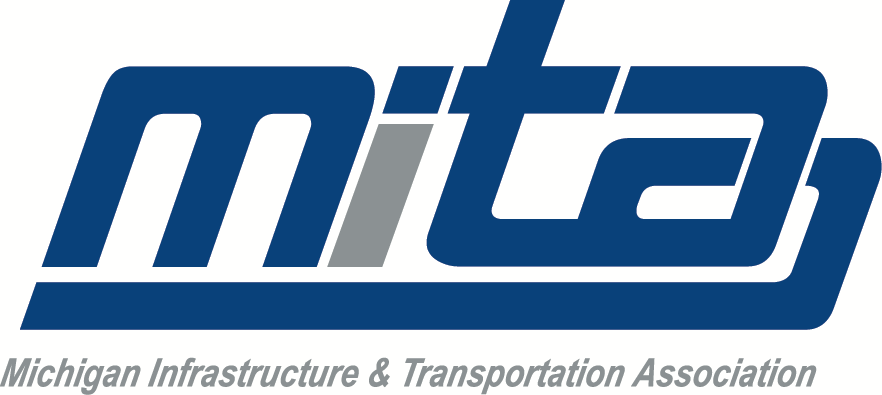 mita
Michigan Infrastructure & Transportation Association